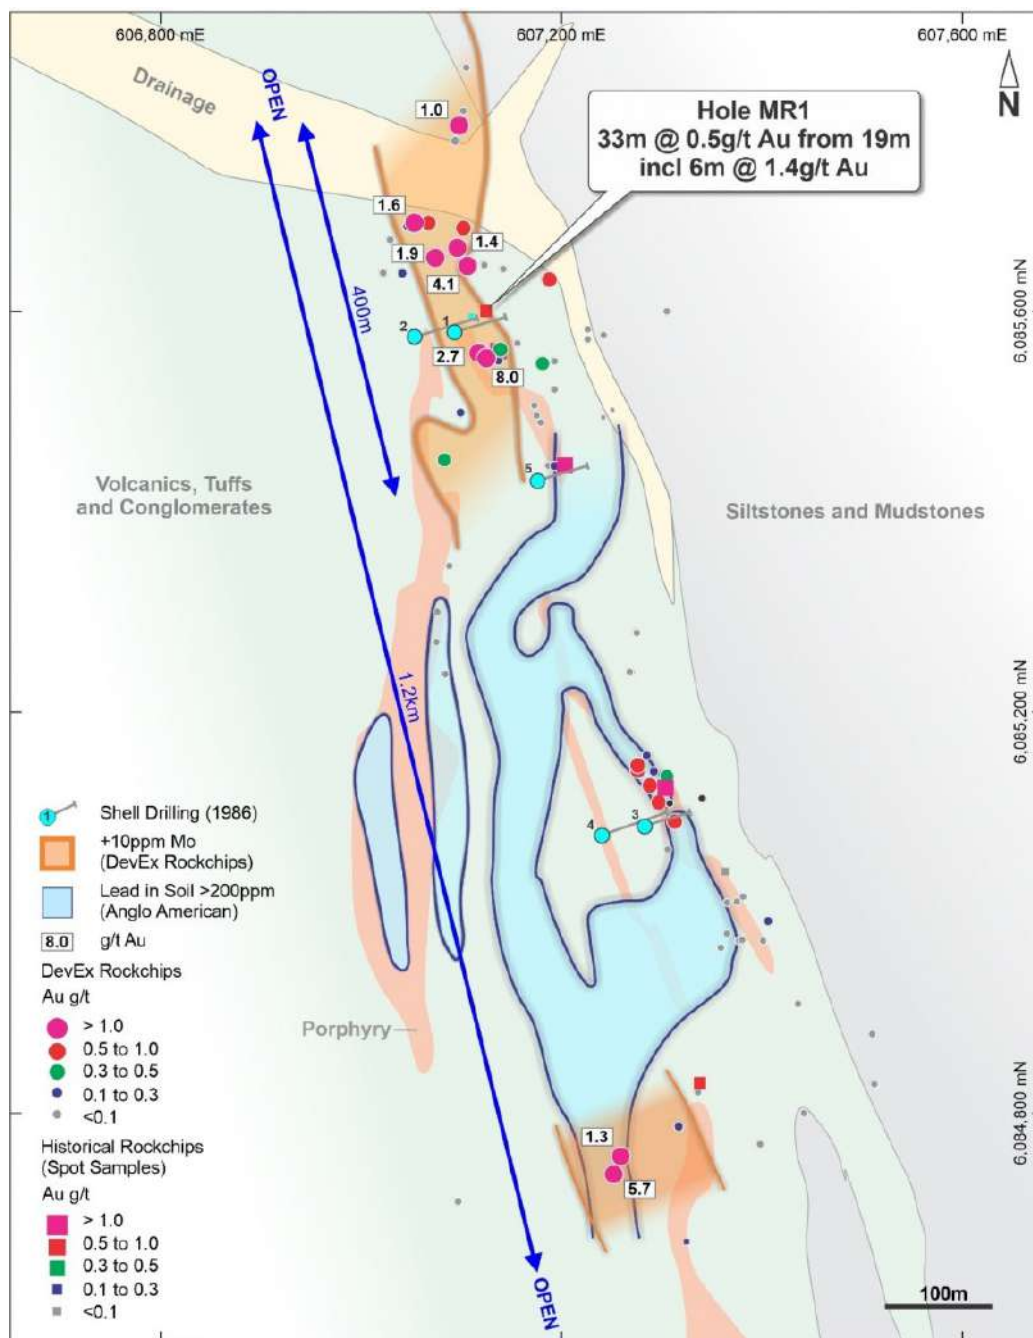 606,800 mE
607,200 mE
607,600 mE
Drainage
OPEN
N
1.0
Hole MR1
33m @ 0.5g/t Au from 19m
incl 6m @ 1.4g/t Au
1.6
1.9
1.4
4.1
400m
6,085,600 mN
2
1
2.7
8.0
5
Volcanics, Tuffs
and Conglomerates
Siltstones and Mudstones
1.2km
6,085,200 mN
4
3
1
Shell Drilling (1986)
+10ppm Mo
(DevEx Rockchips)
Lead in Soil >200ppm
(Anglo American)
8.0
g/t Au
DevEx Rockchips
Au g/t
> 1.0
0.5 to 1.0
0.3 to 0.5
0.1 to 0.3
<0.1
Porphyry
Historical Rockchips
(Spot Samples)
Au g/t
> 1.0
0.5 to 1.0
0.3 to 0.5
0.1 to 0.3
<0.1
6,084,800 mN
1.3
5.7
OPEN
100m